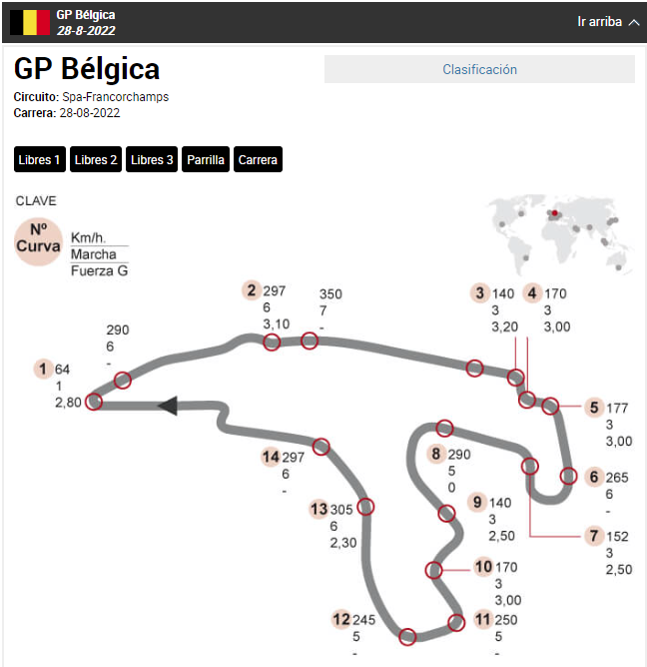 GP Bélgica
28-8-2022
Ir arriba
GP Bélgica
Clasificación
Circuito: Spa-Francorchamps
Carrera: 28-08-2022
Libres 1
Libres 2
Libres 3
Parrilla
Carrera
CLAVE
Nº
Curva
Km/h.
Marcha
Fuerza G
2 297
6
3,10
350
7
-
3 140
3
3,20
4 170
3
3,00
290
6
-
1 64
1
2,80
5 177
3
3,00
14 297
6
-
8 290
5
0
6 265
6
-
13 305
6
2,30
9 140
3
2,50
7 152
3
2,50
10 170
3
3,00
12 245
5
-
11 250
5
-